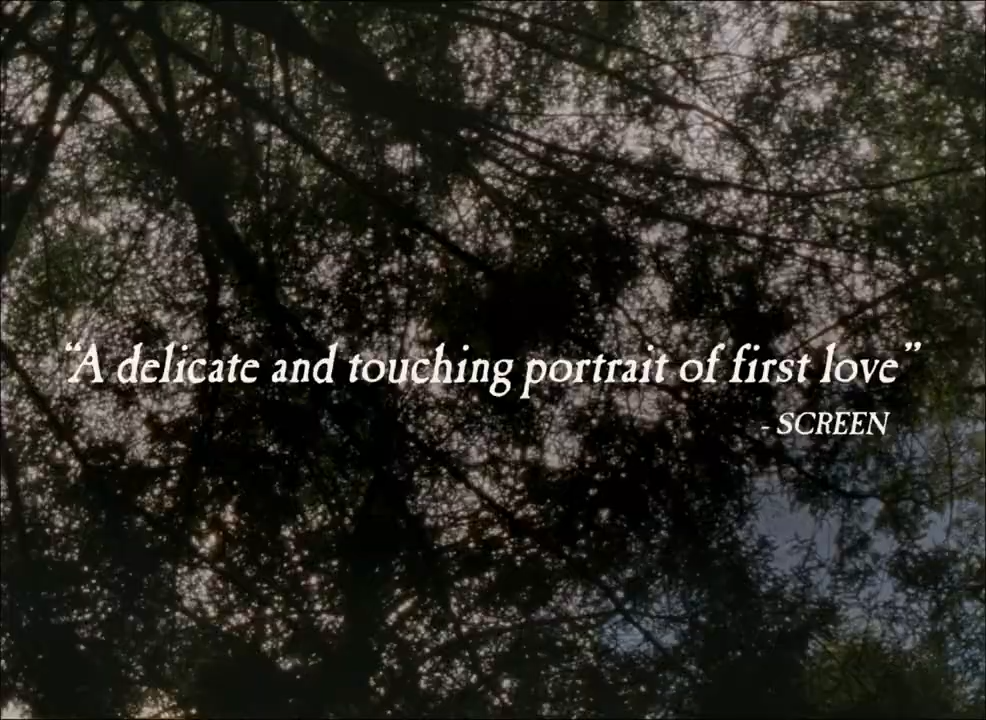 “A delicate and touching portrait of first love”
- SCREEN